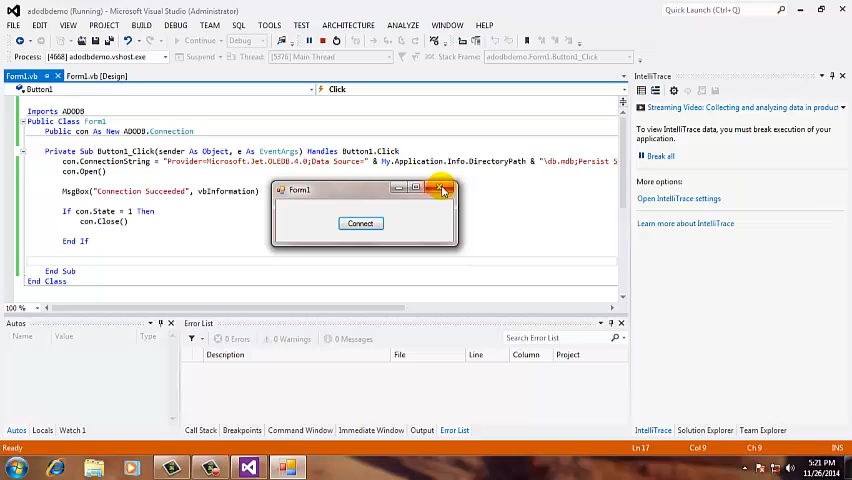 adodbdemo (Running) - Microsoft Visual Studio (Administrator)
Quick Launch (Ctrl+Q)
FILE EDIT VIEW PROJECT BUILD DEBUG TEAM SQL TOOLS TEST ARCHITECTURE ANALYZE WINDOW HELP
Continue Debug
Process: [4668] adodbdemo.vshost.exe Suspend Thread: [5376] Main Thread Stack Frame: adodbdemo.Form1.Button1_Click
Form1.vb Form1.vb [Design]
Button1 Click
Imports ADODB
Public Class Form1
Public con As New ADODB.Connection
Private Sub Button1_Click(sender As Object, e As EventArgs) Handles Button1.Click
con.ConnectionString = "Provider=Microsoft.Jet.OLEDB.4.0;Data Source=" & My.Application.Info.DirectoryPath & "\db.mdb;Persist S
con.Open()
MsgBox("Connection Succeeded", vbInformation)
If con.State = 1 Then
con.Close()
End If
End Sub
End Class
Form1
Connect
100 %
IntelliTrace
Streaming Video: Collecting and analyzing data in product
To view IntelliTrace data, you must break execution of
your application.
Break all
More options:
Open IntelliTrace settings
Learn more about IntelliTrace
Autos
Name Value Type
Error List
0 Errors 0 Warnings 0 Messages
Search Error List
Description File Line Column Project
Autos Locals Watch 1
Call Stack Breakpoints Command Window Immediate Window Output Error List
IntelliTrace Solution Explorer Team Explorer
Ready Ln 17 Col 9 Ch 9 INS
5:21 PM
11/26/2014